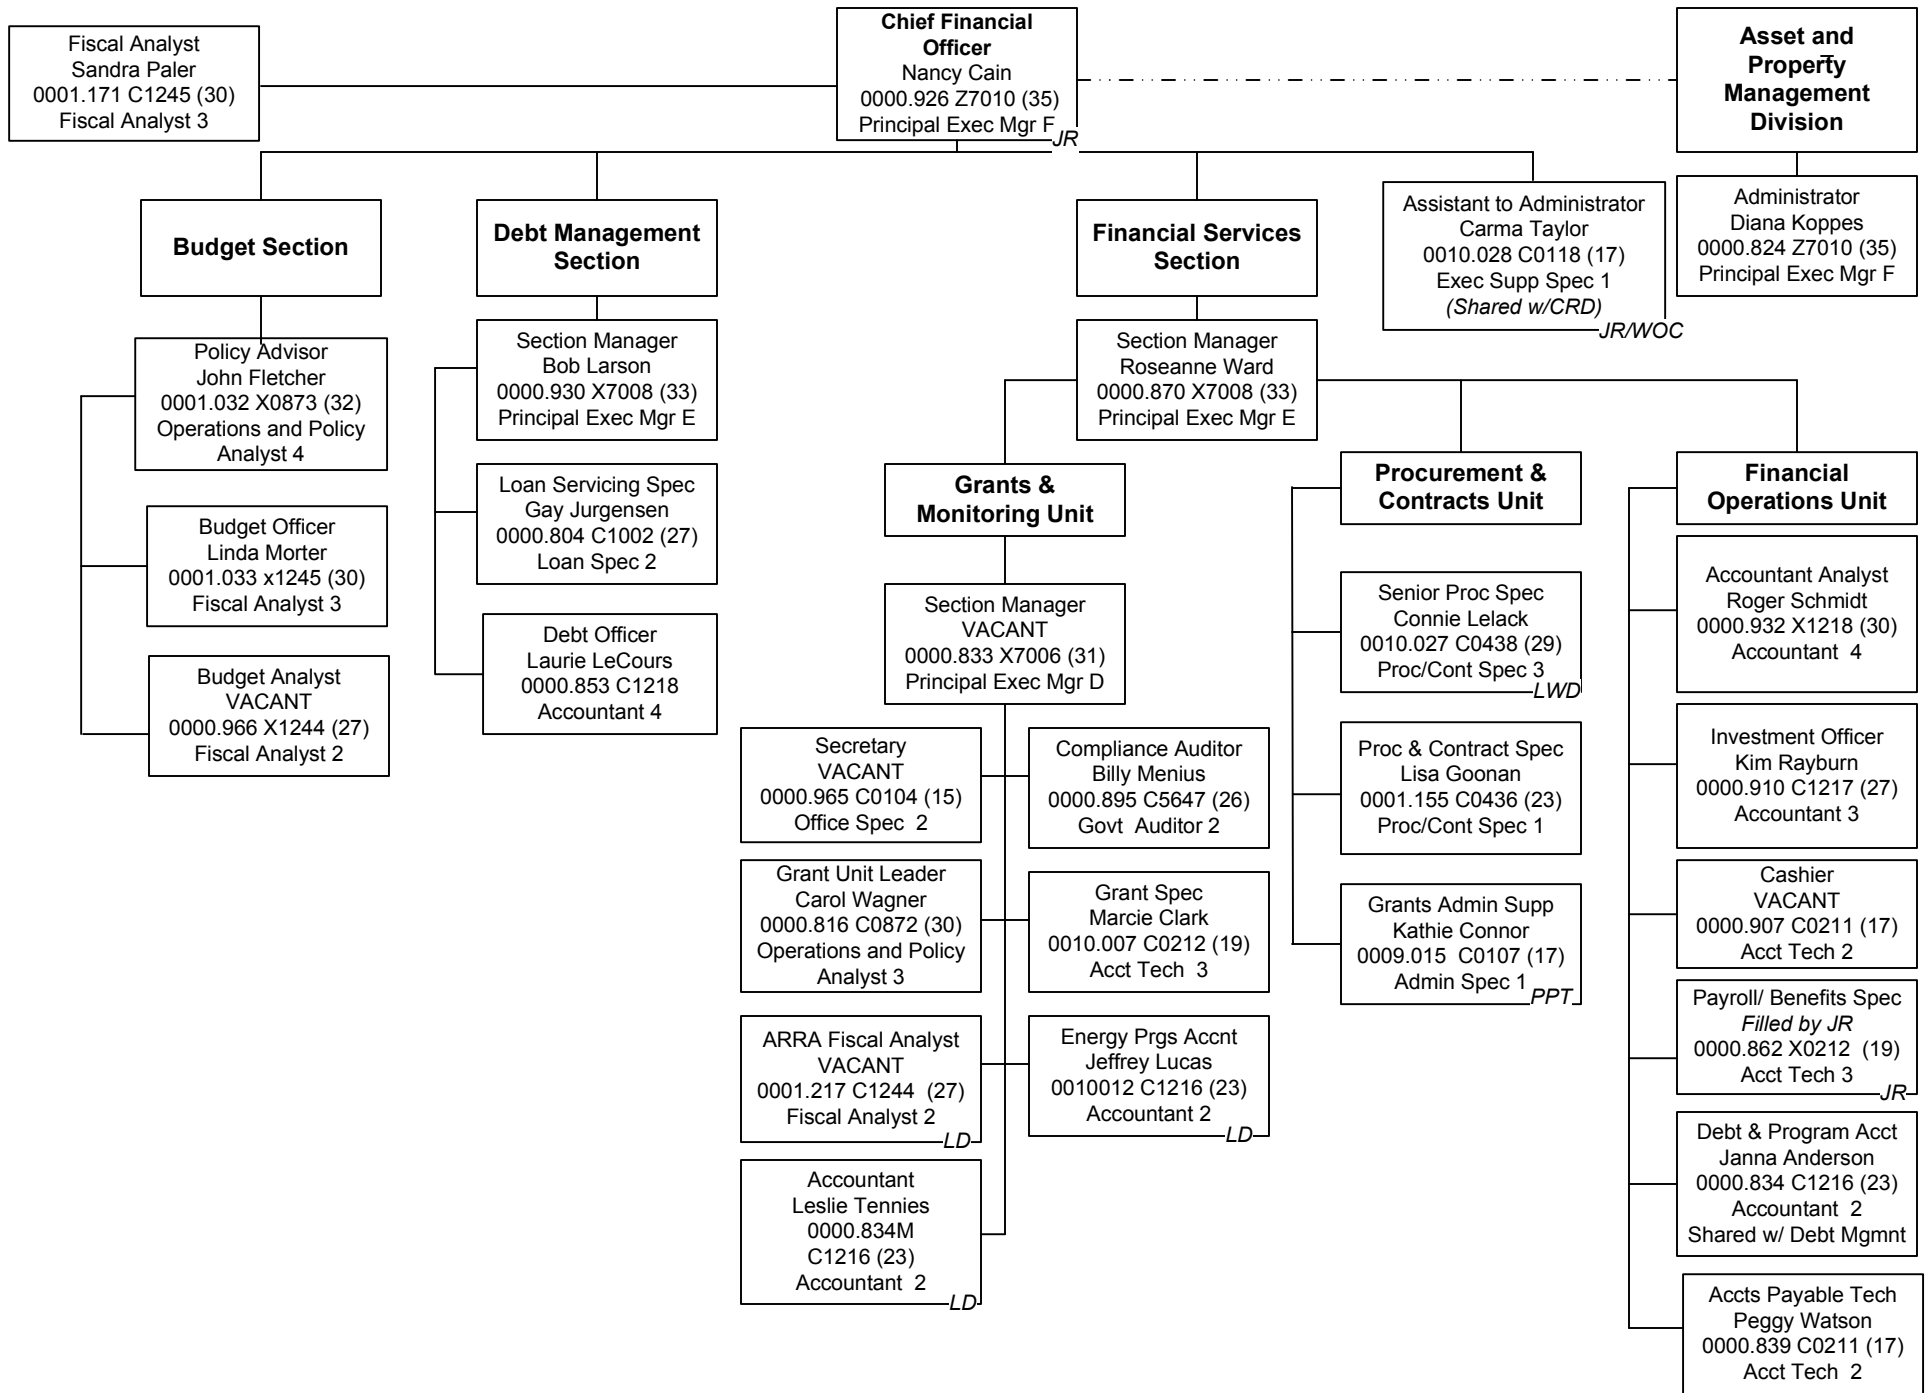 Fiscal Analyst
Sandra Paler
0001.171 C1245 (30)
Fiscal Analyst 3
Chief Financial
Officer
Nancy Cain
0000.926 Z7010 (35)
Principal Exec Mgr F
JR
Asset and
Property
Management
Division
Administrator
Diana Koppes
0000.824 Z7010 (35)
Principal Exec Mgr F
Assistant to Administrator
Carma Taylor
0010.028 C0118 (17)
Exec Supp Spec 1
(Shared w/CRD)
JR/WOC
Budget Section
Policy Advisor
John Fletcher
0001.032 X0873 (32)
Operations and Policy
Analyst 4
Budget Officer
Linda Morter
0001.033 x1245 (30)
Fiscal Analyst 3
Budget Analyst
VACANT
0000.966 X1244 (27)
Fiscal Analyst 2
Debt Management
Section
Section Manager
Bob Larson
0000.930 X7008 (33)
Principal Exec Mgr E
Loan Servicing Spec
Gay Jurgensen
0000.804 C1002 (27)
Loan Spec 2
Debt Officer
Laurie LeCours
0000.853 C1218
Accountant 4
Financial Services
Section
Section Manager
Roseanne Ward
0000.870 X7008 (33)
Principal Exec Mgr E
Grants &
Monitoring Unit
Section Manager
VACANT
0000.833 X7006 (31)
Principal Exec Mgr D
Secretary
VACANT
0000.965 C0104 (15)
Office Spec 2
Compliance Auditor
Billy Menius
0000.895 C5647 (26)
Govt Auditor 2
Grant Unit Leader
Carol Wagner
0000.816 C0872 (30)
Operations and Policy
Analyst 3
Grant Spec
Marcie Clark
0010.007 C0212 (19)
Acct Tech 3
ARRA Fiscal Analyst
VACANT
0001.217 C1244 (27)
Fiscal Analyst 2
LD
Energy Prgs Accnt
Jeffrey Lucas
0010012 C1216 (23)
Accountant 2
LD
Accountant
Leslie Tennies
0000.834M
C1216 (23)
Accountant 2
LD
Procurement &
Contracts Unit
Senior Proc Spec
Connie Lelack
0010.027 C0438 (29)
Proc/Cont Spec 3
LWD
Proc & Contract Spec
Lisa Goonan
0001.155 C0436 (23)
Proc/Cont Spec 1
Grants Admin Supp
Kathie Connor
0009.015 C0107 (17)
Admin Spec 1
PPT
Financial
Operations Unit
Accountant Analyst
Roger Schmidt
0000.932 X1218 (30)
Accountant 4
Investment Officer
Kim Rayburn
0000.910 C1217 (27)
Accountant 3
Cashier
VACANT
0000.907 C0211 (17)
Acct Tech 2
Payroll/ Benefits Spec
Filled by JR
0000.862 X0212 (19)
Acct Tech 3
JR
Debt & Program Acct
Janna Anderson
0000.834 C1216 (23)
Accountant 2
Shared w/ Debt Mgmnt
Accts Payable Tech
Peggy Watson
0000.839 C0211 (17)
Acct Tech 2